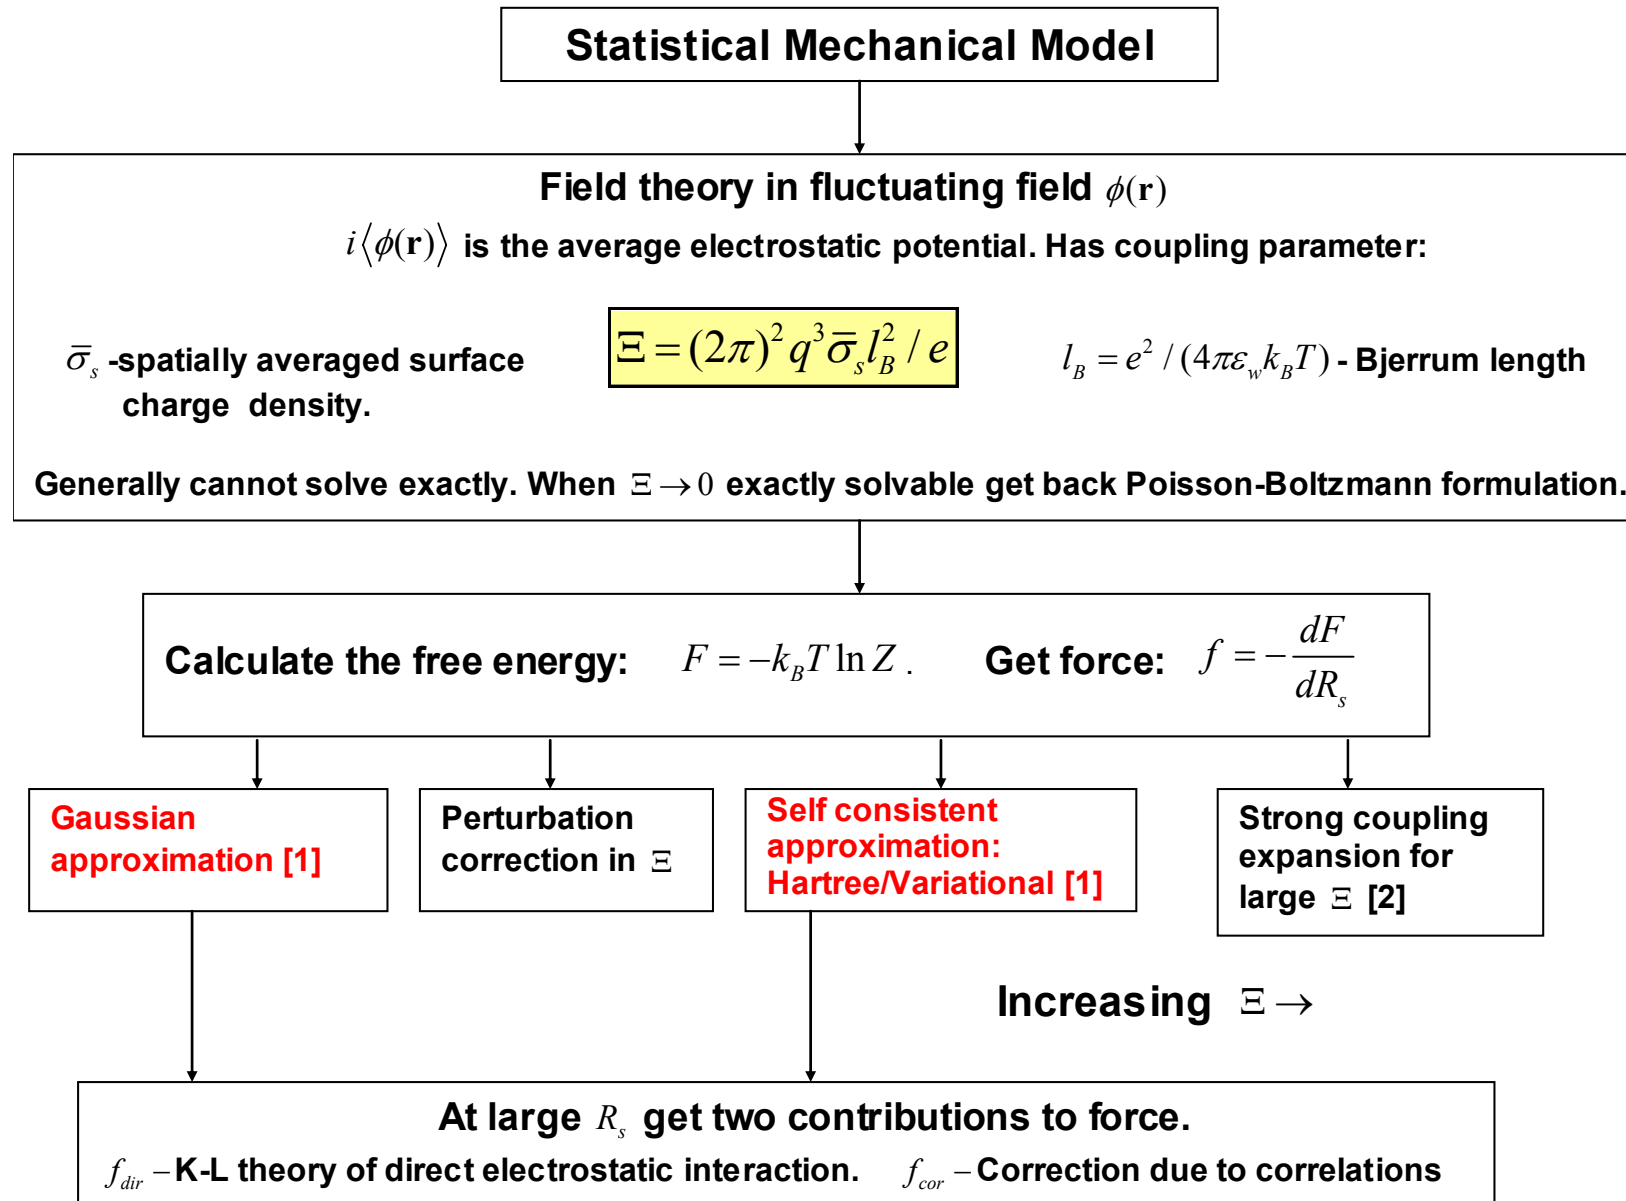 Statistical Mechanical Model
Field theory in fluctuating field ϕ(r)
i⟨ϕ(r)⟩ is the average electrostatic potential. Has coupling parameter:
σ̅ₛ -spatially averaged surface
charge density.
Ξ = (2π)² q³ σ̅ₛ l_B² / e
l_B = e² / (4πε_w k_B T) - Bjerrum length
Generally cannot solve exactly. When Ξ → 0 exactly solvable get back Poisson-Boltzmann formulation.
Calculate the free energy: F = −k_B T ln Z . Get force: f = − dF/dR_s
Gaussian
approximation [1]
Perturbation
correction in Ξ
Self consistent
approximation:
Hartree/Variational [1]
Strong coupling
expansion for
large Ξ [2]
Increasing Ξ →
At large R_s get two contributions to force.
f_dir – K-L theory of direct electrostatic interaction. f_cor – Correction due to correlations